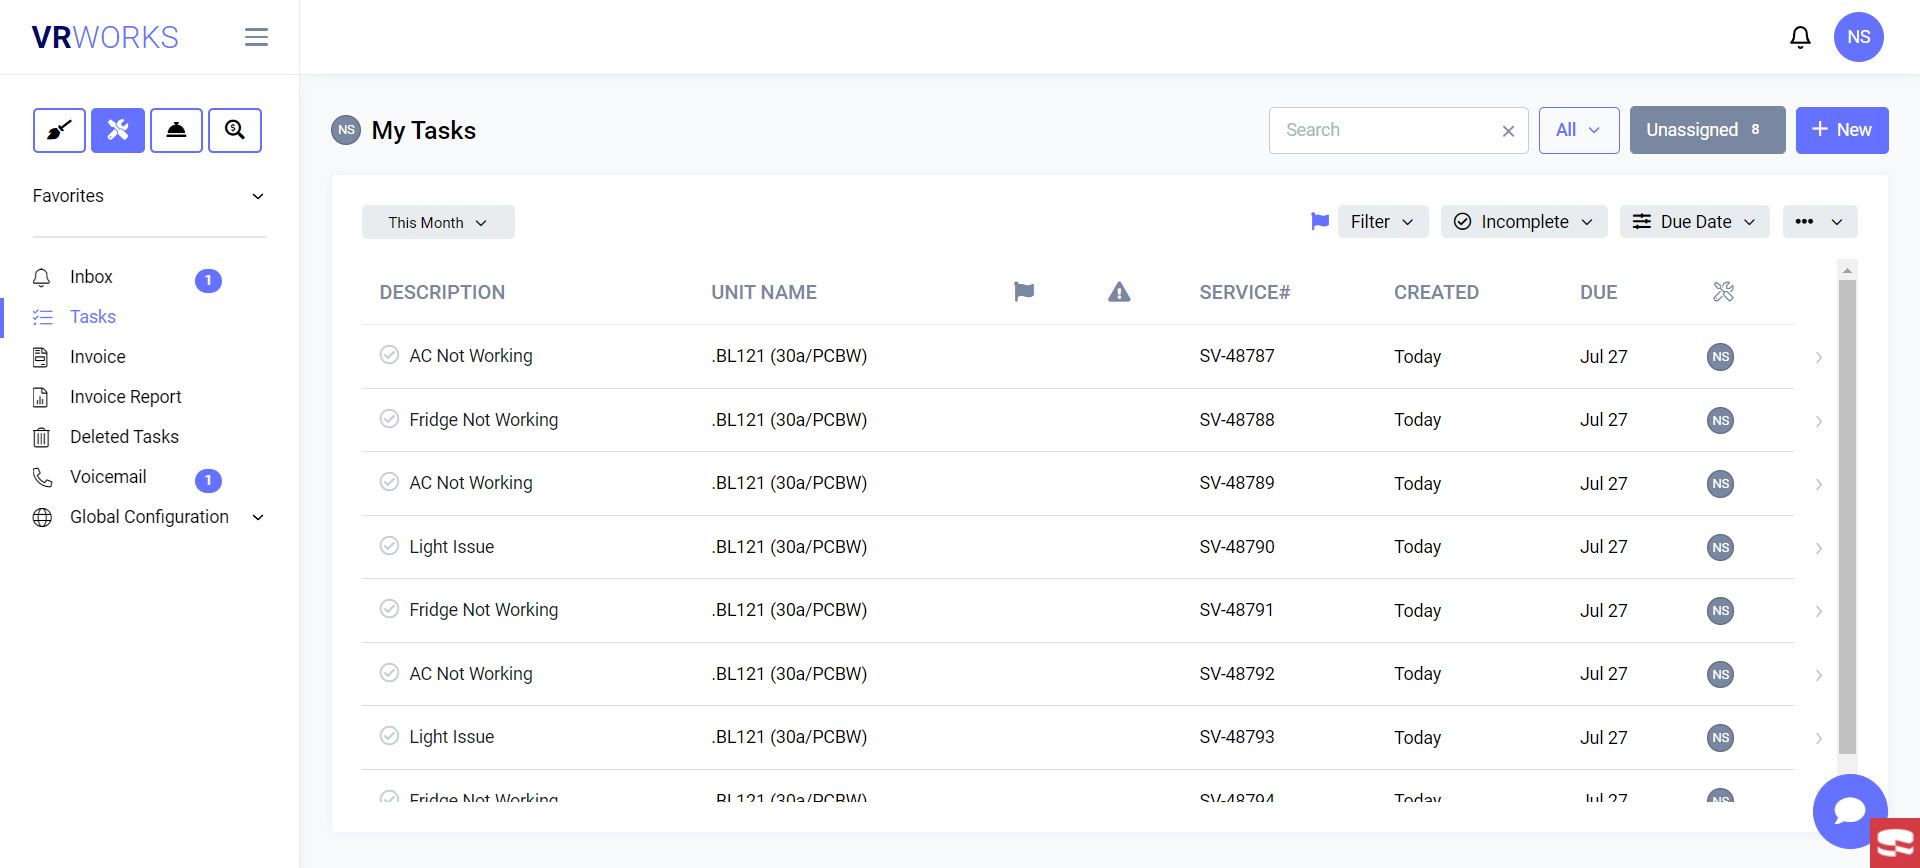 VRWORKS
NS
NS My Tasks
Search
All
Unassigned 8
+ New
Favorites
Inbox 1
Tasks
Invoice
Invoice Report
Deleted Tasks
Voicemail 1
Global Configuration
This Month
Filter
Incomplete
Due Date
DESCRIPTION UNIT NAME SERVICE# CREATED DUE
AC Not Working .BL121 (30a/PCBW) SV-48787 Today Jul 27 NS
Fridge Not Working .BL121 (30a/PCBW) SV-48788 Today Jul 27 NS
AC Not Working .BL121 (30a/PCBW) SV-48789 Today Jul 27 NS
Light Issue .BL121 (30a/PCBW) SV-48790 Today Jul 27 NS
Fridge Not Working .BL121 (30a/PCBW) SV-48791 Today Jul 27 NS
AC Not Working .BL121 (30a/PCBW) SV-48792 Today Jul 27 NS
Light Issue .BL121 (30a/PCBW) SV-48793 Today Jul 27 NS
Fridge Not Working .BL121 (30a/PCBW) SV-48794 Today Jul 27 NS